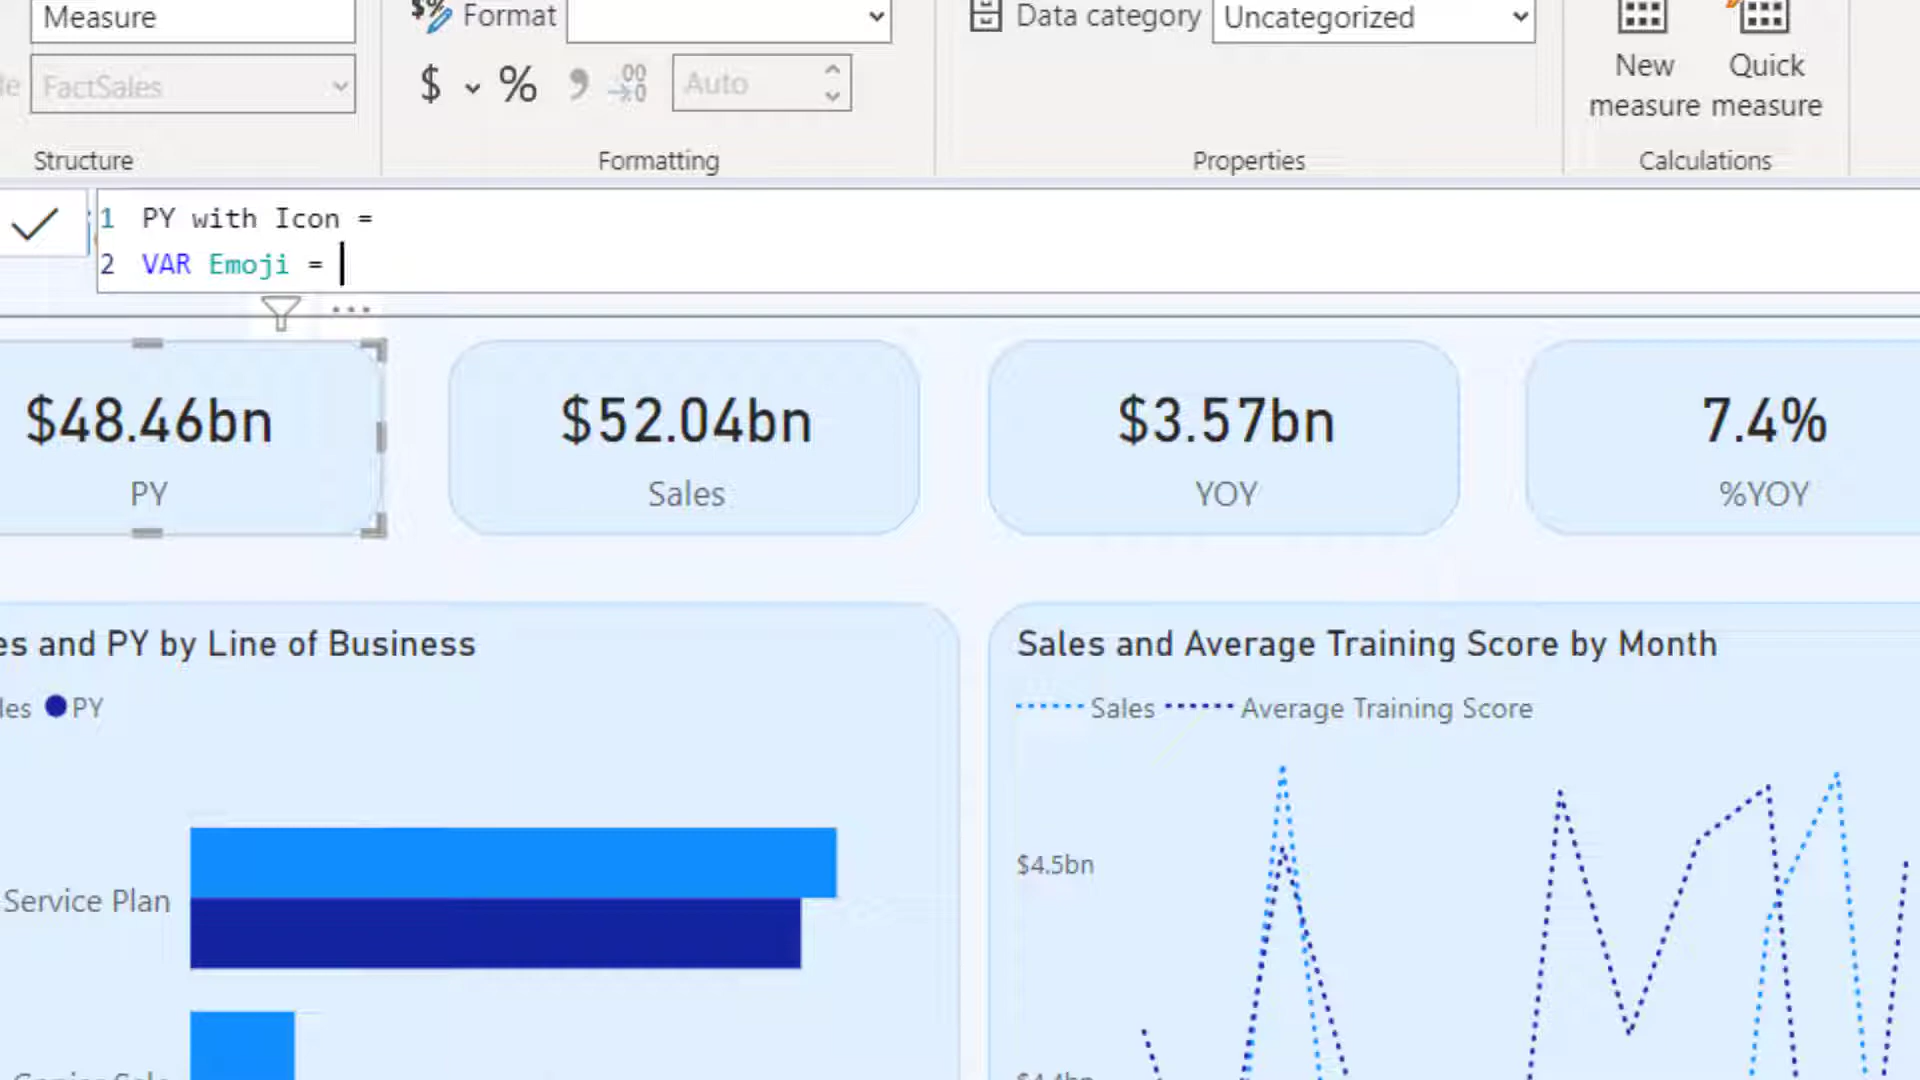 Measure
Format
Data category
Uncategorized
FactSales
$
%
,
.00
→0
Auto
New measure
Quick measure
Structure
Formatting
Properties
Calculations
1 PY with Icon =
2 VAR Emoji =
$48.46bn
PY
$52.04bn
Sales
$3.57bn
YOY
7.4%
%YOY
es and PY by Line of Business
les
PY
Service Plan
Sales and Average Training Score by Month
Sales
Average Training Score
$4.5bn